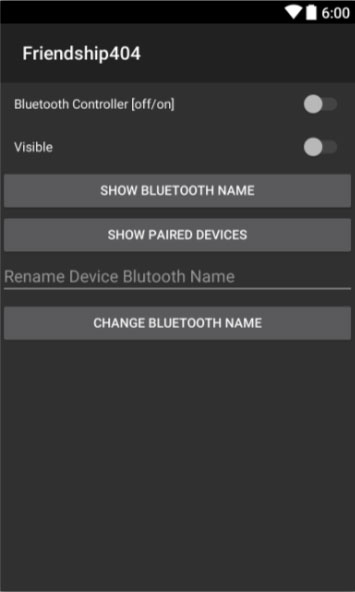 6:00
Friendship404
Bluetooth Controller [off/on]
Visible
SHOW BLUETOOTH NAME
SHOW PAIRED DEVICES
Rename Device Blutooth Name
CHANGE BLUETOOTH NAME